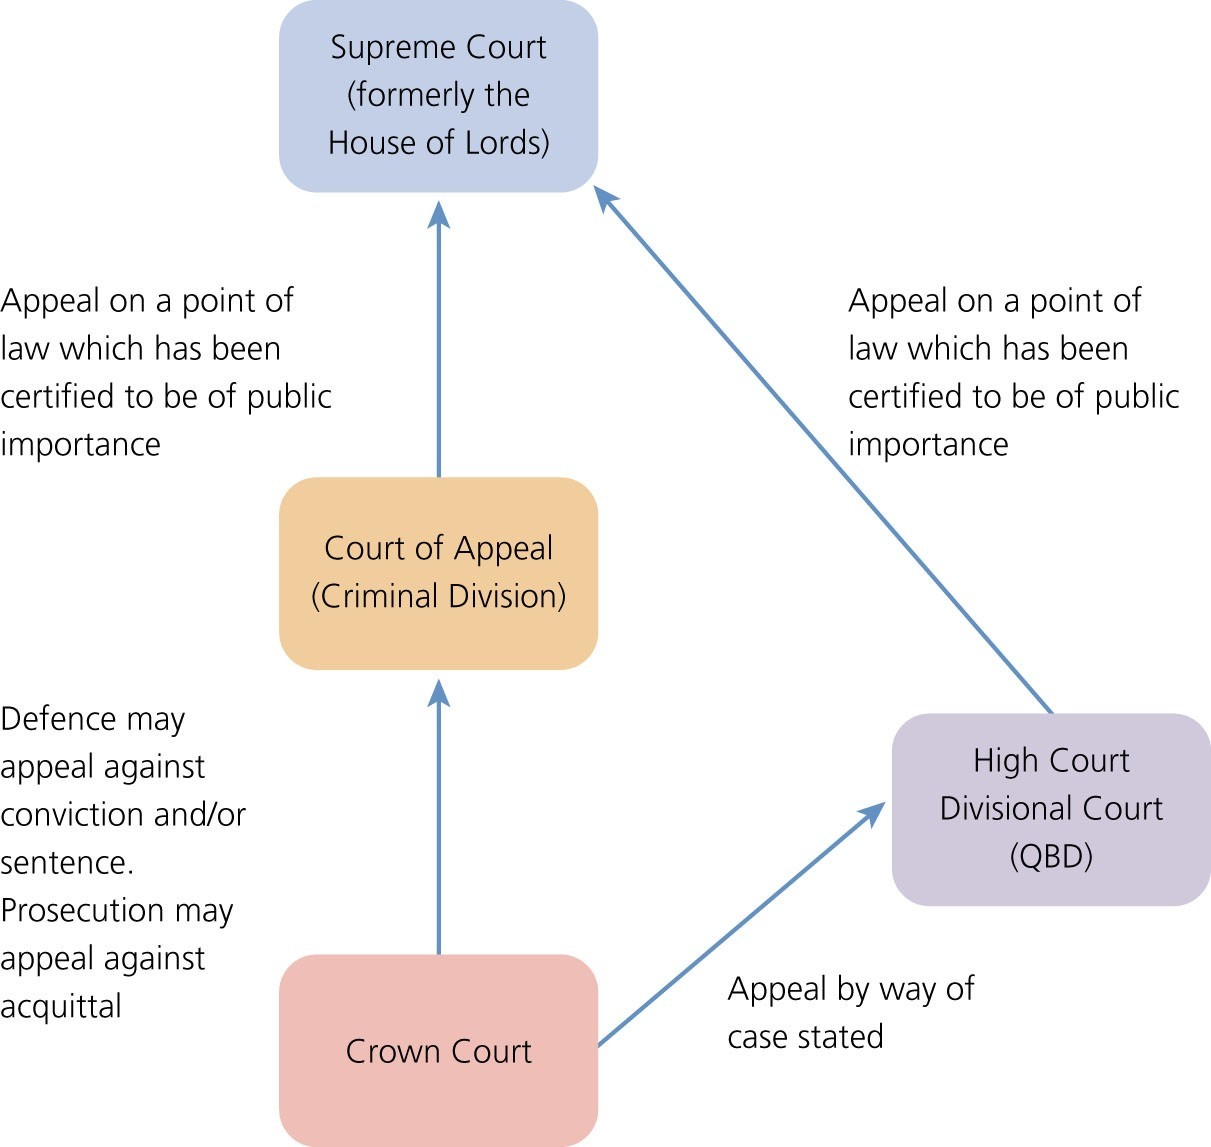 Supreme Court
(formerly the
House of Lords)
Appeal on a point of
law which has been
certified to be of public
importance
Appeal on a point of
law which has been
certified to be of public
importance
Court of Appeal
(Criminal Division)
Defence may
appeal against
conviction and/or
sentence.
Prosecution may
appeal against
acquittal
High Court
Divisional Court
(QBD)
Appeal by way of
case stated
Crown Court